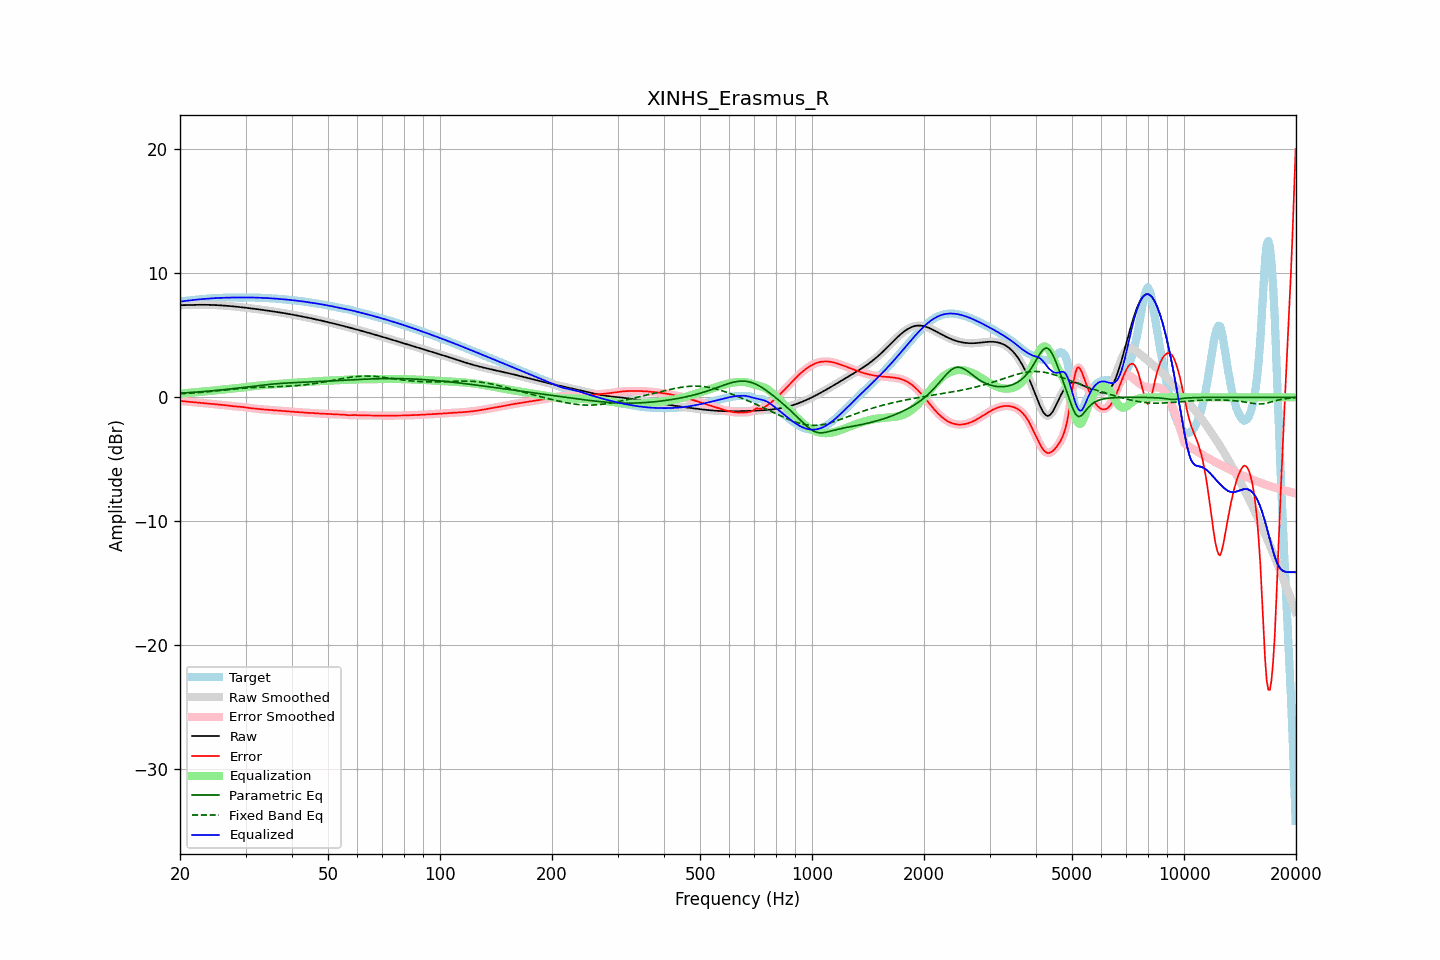 XINHS_Erasmus_R
20
10
0
−10
−20
−30
Amplitude (dBr)
Target
Raw Smoothed
Error Smoothed
Raw
Error
Equalization
Parametric Eq
Fixed Band Eq
Equalized
20 50 100 200 500 1000 2000 5000 10000 20000
Frequency (Hz)